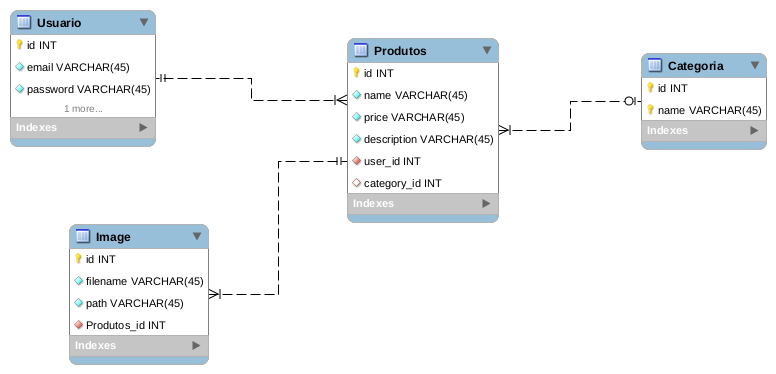 Usuario
id INT
email VARCHAR(45)
password VARCHAR(45)
1 more...
Indexes
Produtos
id INT
name VARCHAR(45)
price VARCHAR(45)
description VARCHAR(45)
user_id INT
category_id INT
Indexes
Categoria
id INT
name VARCHAR(45)
Indexes
Image
id INT
filename VARCHAR(45)
path VARCHAR(45)
Produtos_id INT
Indexes